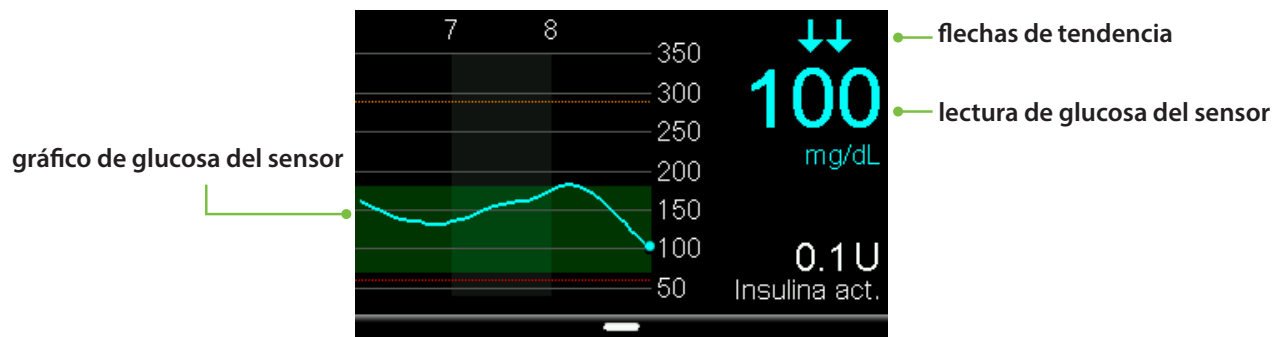 7 8
350
300
250
200
150
100
50
100
mg/dL
0.1 U
Insulina act.
flechas de tendencia
lectura de glucosa del sensor
gráfico de glucosa del sensor